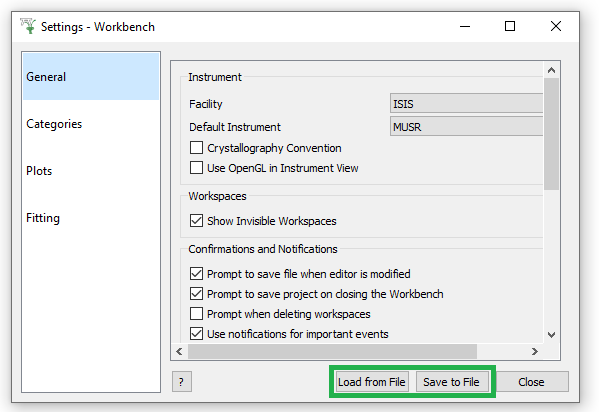 Settings - Workbench
General
Categories
Plots
Fitting
Instrument
Facility
ISIS
Default Instrument
MUSR
Crystallography Convention
Use OpenGL in Instrument View
Workspaces
Show Invisible Workspaces
Confirmations and Notifications
Prompt to save file when editor is modified
Prompt to save project on closing the Workbench
Prompt when deleting workspaces
Use notifications for important events
? Load from File Save to File Close